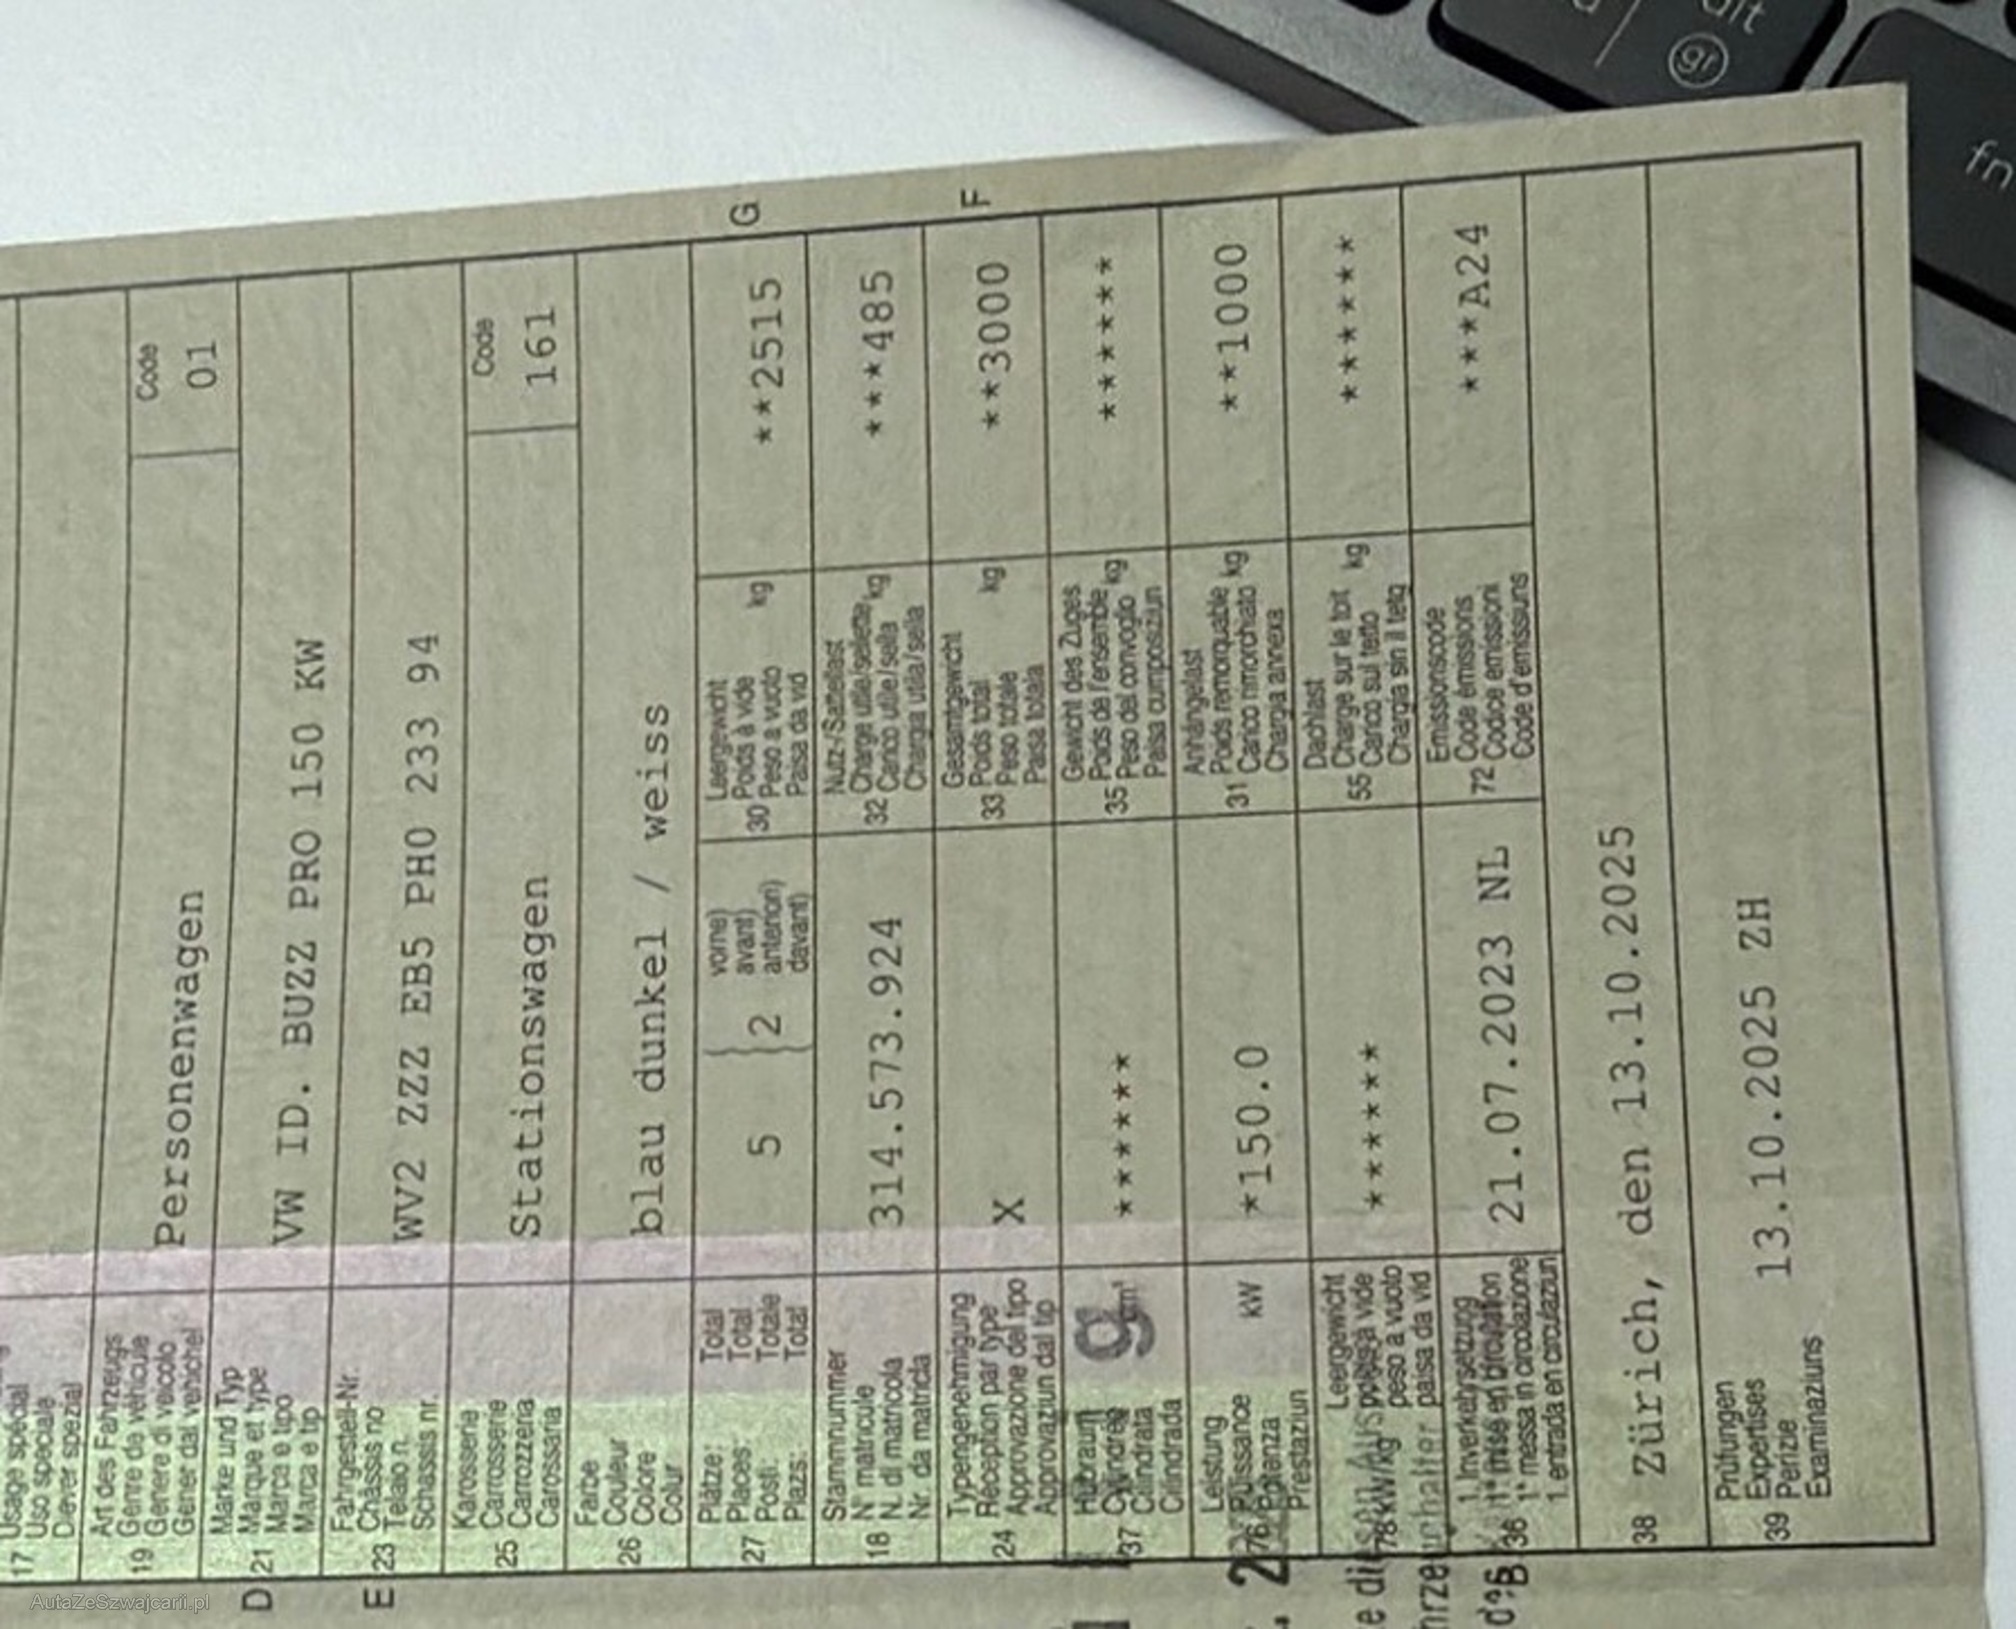 17 Usage spécial
Uso speciale
Diever spezial
Art des Fahrzeugs
19 Genre de véhicule
Genere di veicolo
Gener dal vehichel
Personenwagen
Code
01
Marke und Typ
D 21 Marque et type
Marca e tipo
Marca e tip
VW ID. BUZZ PRO 150 KW
Fahrgestell-Nr.
E 23 Châssis no
Telaio n.
Schassis nr.
WV2 ZZZ EB5 PH0 233 94
Karosserie
25 Carrosserie
Carrozzeria
Carossaria
Stationswagen
Code
161
Farbe
26 Couleur
Colore
Colur
blau dunkel / weiss
27 Plätze: Total
Places: Total
Posti: Totale
Plazs: Total
5
2
vorne)
avant)
anteriori)
davant)
30 Leergewicht
Poids à vide
Peso a vuoto kg
Paisa da vid
**2515
G
Stammnummer
18 N° matricule
N. di matricola
Nr. da matricla
314.573.924
32 Nutz-/Sattellast
Charge utile/sellette
Carico utile/sella kg
Chargia utila/sella
***485
Typengenehmigung
24 Réception par type
Approvazione del tipo
Approvaziun dal tip
X
33 Gesamtgewicht
Poids total
Peso totale kg
Paisa totala
**3000
F
Hubraum
37 Cylindrée
Cilindrata
Cilindrada
cm³
g
******
35 Gewicht des Zuges
Poids de l'ensemble
Peso del convoglio kg
Paisa cumposiziun
*******
Leistung
76 Puissance
Potenza
Prestaziun
kW
*150.0
31 Anhängelast
Poids remorquable
Carico rimorchiato kg
Chargia annexa
**1000
Leergewicht
78 kW/kg poids à vide
peso a vuoto
paisa da vid
******
55 Dachlast
Charge sur le toit
Carico sul tetto kg
Chargia sin il tetg
*******
B 36 1. Inverkehrsetzung
1re mise en circulation
1a messa in circolazione
1. entrada en circulaziun
21.07.2023 NL
72 Emissionscode
Code émissions
Codice emissioni
Code d'emissiuns
****A24
38 Zürich, den 13.10.2025
Prüfungen
39 Expertises
Perizie
Examinaziuns
13.10.2025 ZH
alt
gr
fn
AutaZeSzwajcarii.pl